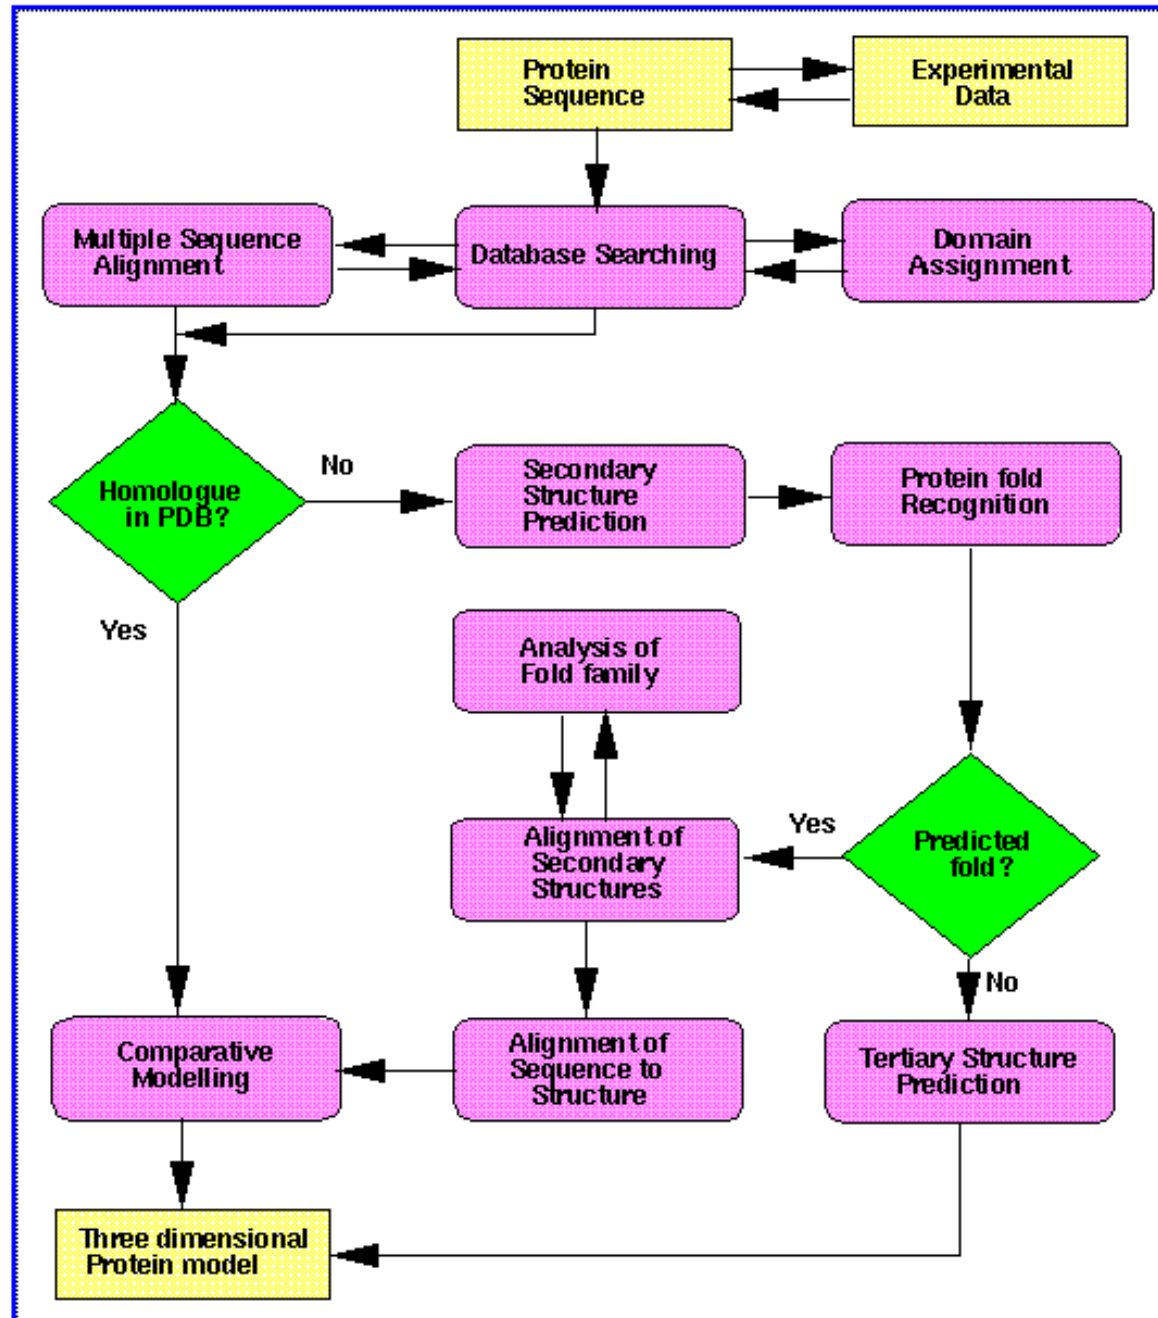 Protein
Sequence
Experimental
Data
Multiple Sequence
Alignment
Database Searching
Domain
Assignment
No
Homologue
in PDB?
Secondary
Structure
Prediction
Protein fold
Recognition
Yes
Analysis of
Fold family
Yes
Alignment of
Secondary
Structures
Predicted
fold?
No
Comparative
Modelling
Alignment of
Sequence to
Structure
Tertiary Structure
Prediction
Three dimensional
Protein model